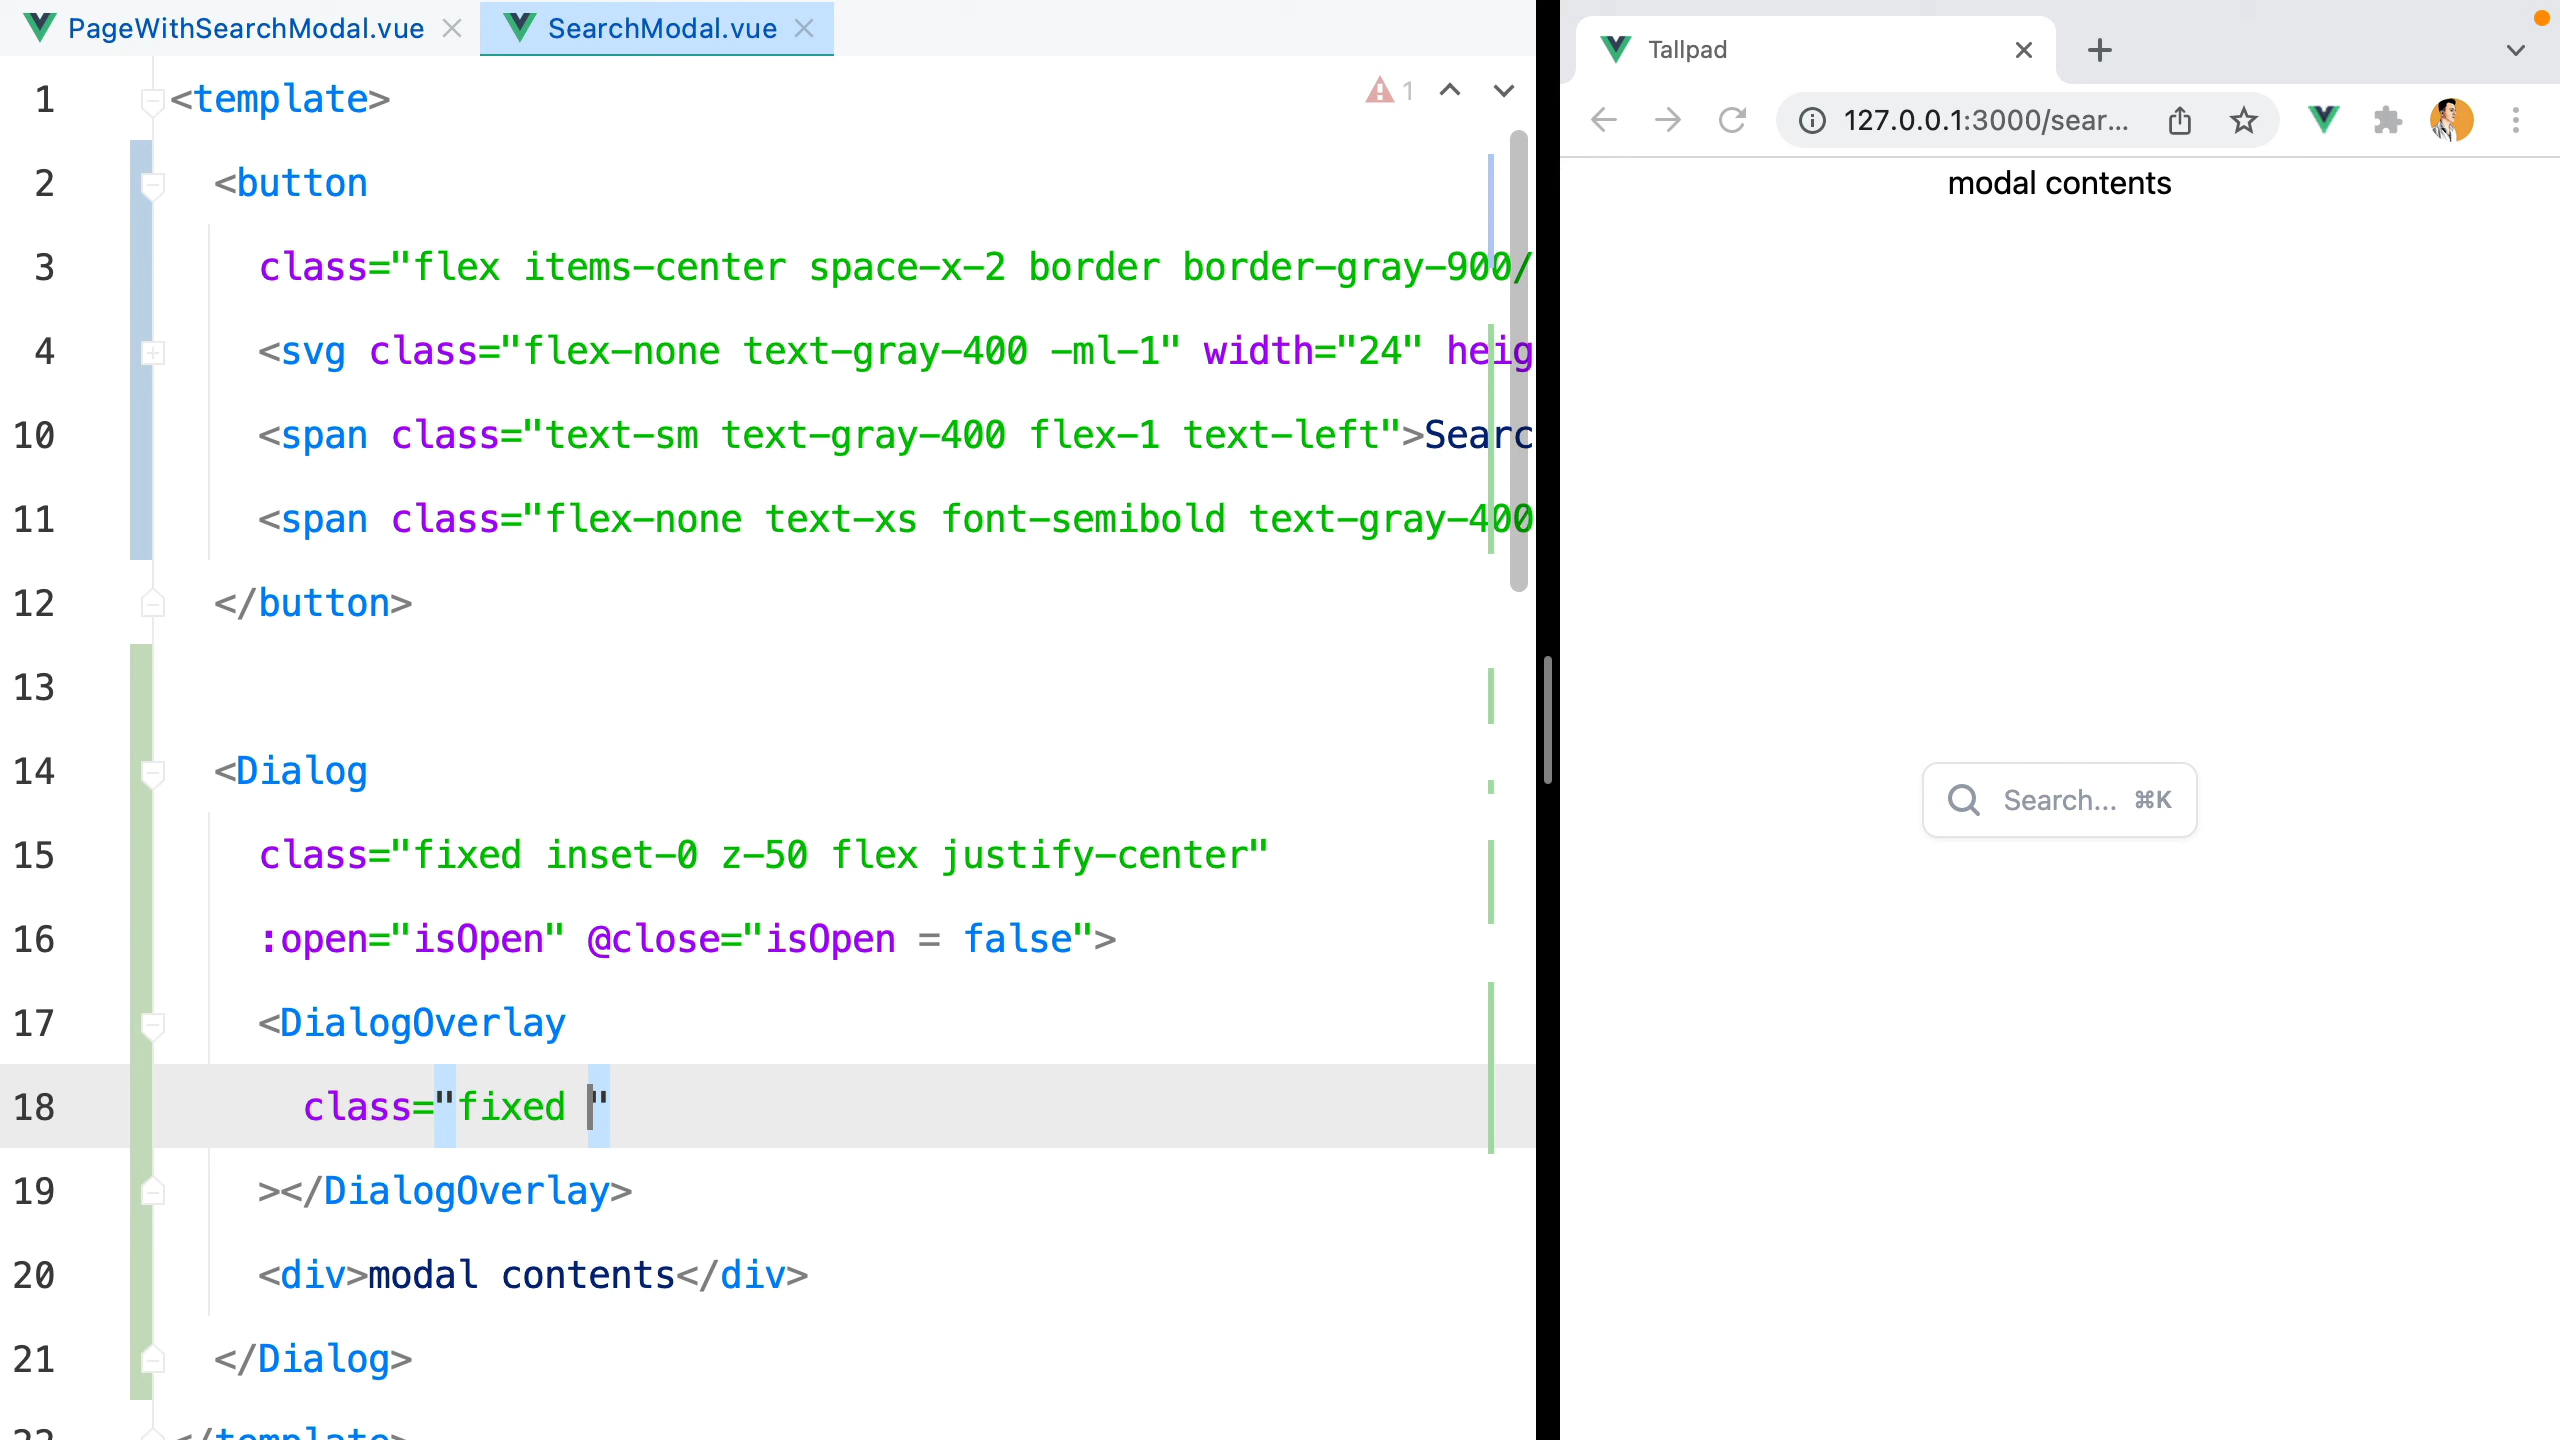 PageWithSearchModal.vue
SearchModal.vue
1 <template>
2 <button
3 class="flex items-center space-x-2 border border-gray-900/
4 <svg class="flex-none text-gray-400 -ml-1" width="24" heig
10 <span class="text-sm text-gray-400 flex-1 text-left">Searc
11 <span class="flex-none text-xs font-semibold text-gray-400
12 </button>
13
14 <Dialog
15 class="fixed inset-0 z-50 flex justify-center"
16 :open="isOpen" @close="isOpen = false">
17 <DialogOverlay
18 class="fixed "
19 ></DialogOverlay>
20 <div>modal contents</div>
21 </Dialog>
22 </template>
1
Tallpad
127.0.0.1:3000/sear...
modal contents
Search... ⌘K